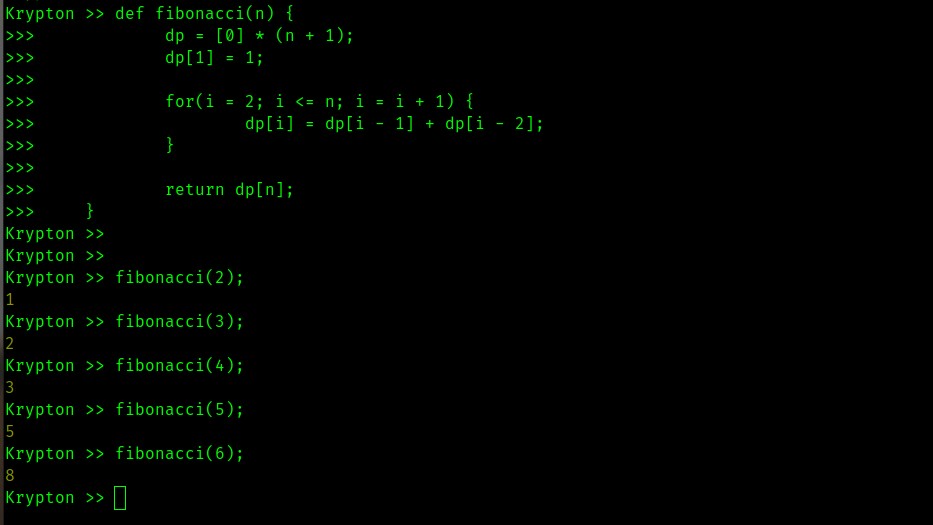 Krypton >> def fibonacci(n) {
>>>             dp = [0] * (n + 1);
>>>             dp[1] = 1;
>>>
>>>             for(i = 2; i <= n; i = i + 1) {
>>>                     dp[i] = dp[i - 1] + dp[i - 2];
>>>             }
>>>
>>>             return dp[n];
>>>     }
Krypton >>
Krypton >>
Krypton >> fibonacci(2);
1
Krypton >> fibonacci(3);
2
Krypton >> fibonacci(4);
3
Krypton >> fibonacci(5);
5
Krypton >> fibonacci(6);
8
Krypton >>